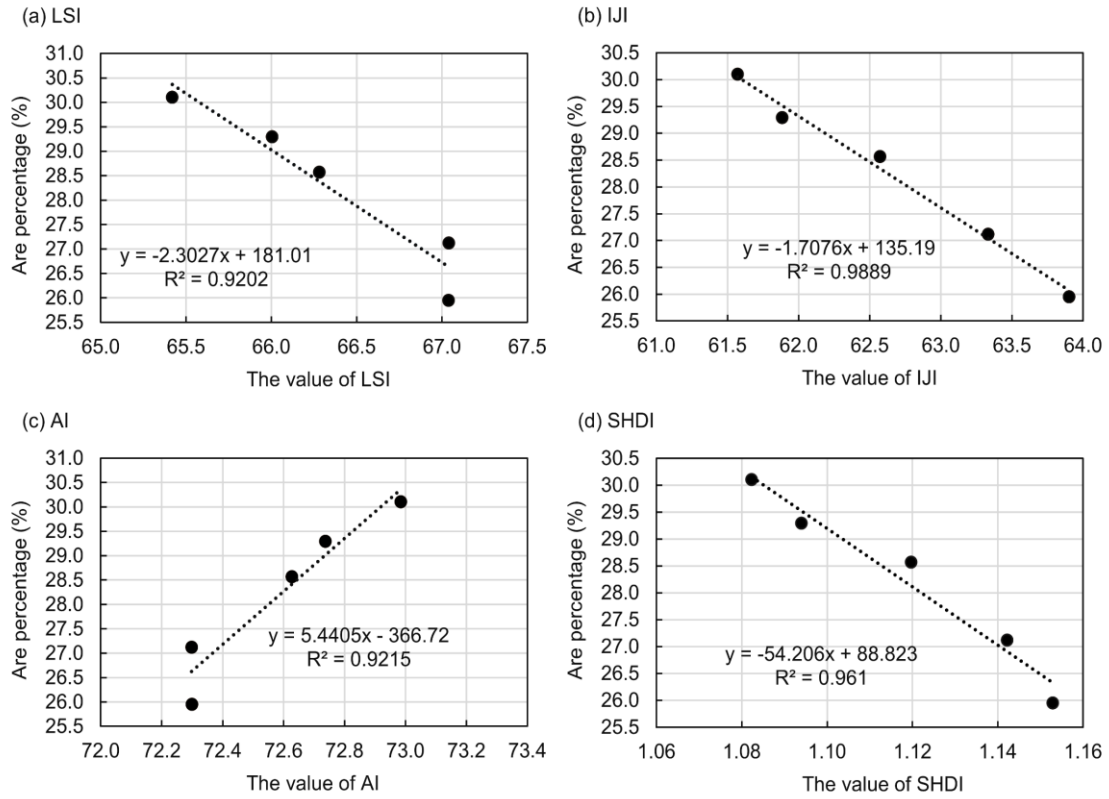 (a) LSI
Are percentage (%)
31.0
30.5
30.0
29.5
29.0
28.5
28.0
27.5
27.0
26.5
26.0
25.5
y = -2.3027x + 181.01
R² = 0.9202
65.0 65.5 66.0 66.5 67.0 67.5
The value of LSI
(b) IJI
Are percentage (%)
30.5
30.0
29.5
29.0
28.5
28.0
27.5
27.0
26.5
26.0
25.5
y = -1.7076x + 135.19
R² = 0.9889
61.0 61.5 62.0 62.5 63.0 63.5 64.0
The value of IJI
(c) AI
Are percentage (%)
31.0
30.5
30.0
29.5
29.0
28.5
28.0
27.5
27.0
26.5
26.0
25.5
y = 5.4405x - 366.72
R² = 0.9215
72.0 72.2 72.4 72.6 72.8 73.0 73.2 73.4
The value of AI
(d) SHDI
Are percentage (%)
30.5
30.0
29.5
29.0
28.5
28.0
27.5
27.0
26.5
26.0
25.5
y = -54.206x + 88.823
R² = 0.961
1.06 1.08 1.10 1.12 1.14 1.16
The value of SHDI